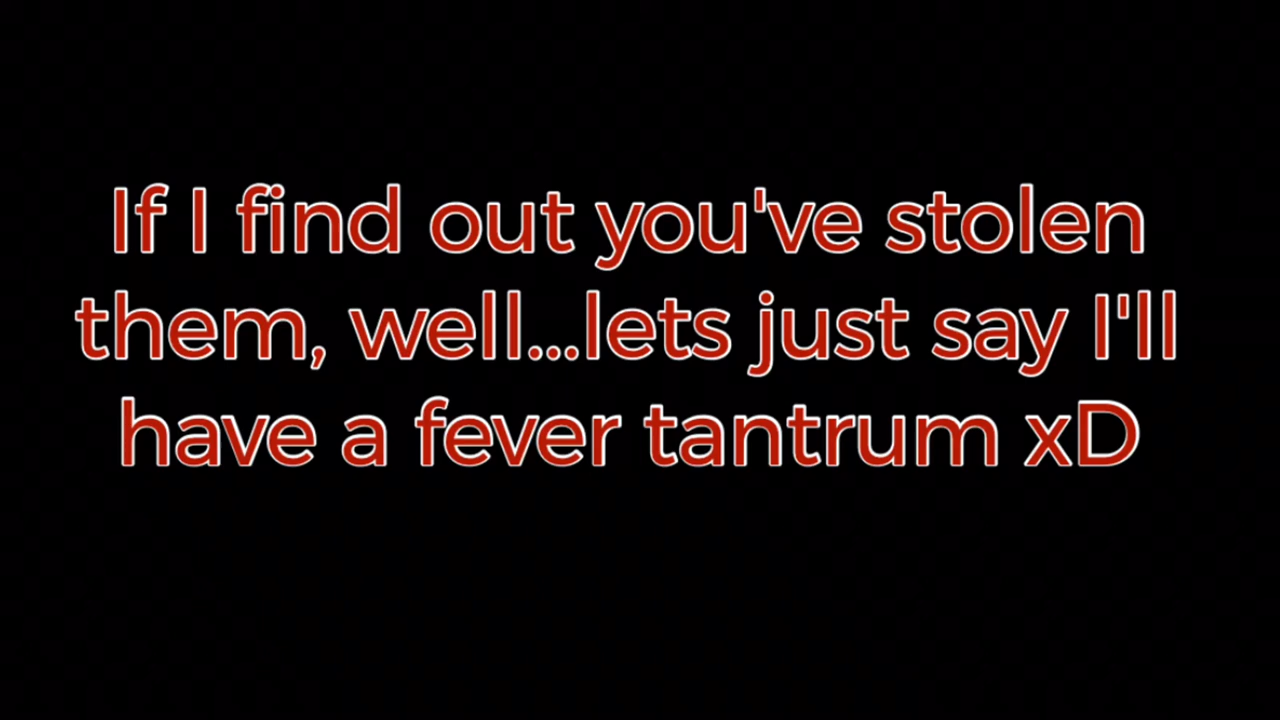 If I find out you've stolen
them, well...lets just say I'll
have a fever tantrum xD